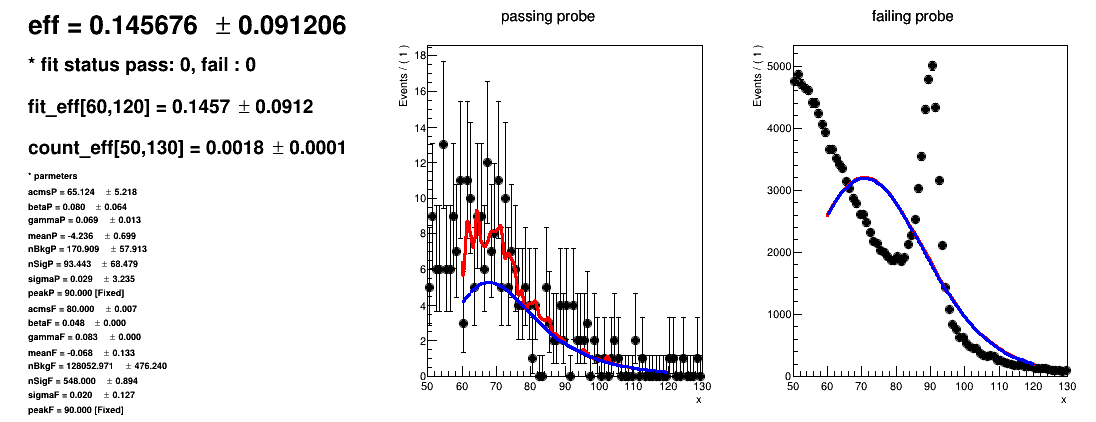 eff = 0.145676 ± 0.091206
* fit status pass: 0, fail : 0
fit_eff[60,120] = 0.1457 ± 0.0912
count_eff[50,130] = 0.0018 ± 0.0001
* parmeters
acmsP = 65.124 ± 5.218
betaP = 0.080 ± 0.064
gammaP = 0.069 ± 0.013
meanP = -4.236 ± 0.699
nBkgP = 170.909 ± 57.913
nSigP = 93.443 ± 68.479
sigmaP = 0.029 ± 3.235
peakP = 90.000 [Fixed]
acmsF = 80.000 ± 0.007
betaF = 0.048 ± 0.000
gammaF = 0.083 ± 0.000
meanF = -0.068 ± 0.133
nBkgF = 128052.971 ± 476.240
nSigF = 548.000 ± 0.894
sigmaF = 0.020 ± 0.127
peakF = 90.000 [Fixed]
passing probe
Events / ( 1 )
18
16
14
12
10
8
6
4
2
0
50 60 70 80 90 100 110 120 130
x
failing probe
Events / ( 1 )
5000
4000
3000
2000
1000
0
50 60 70 80 90 100 110 120 130
x